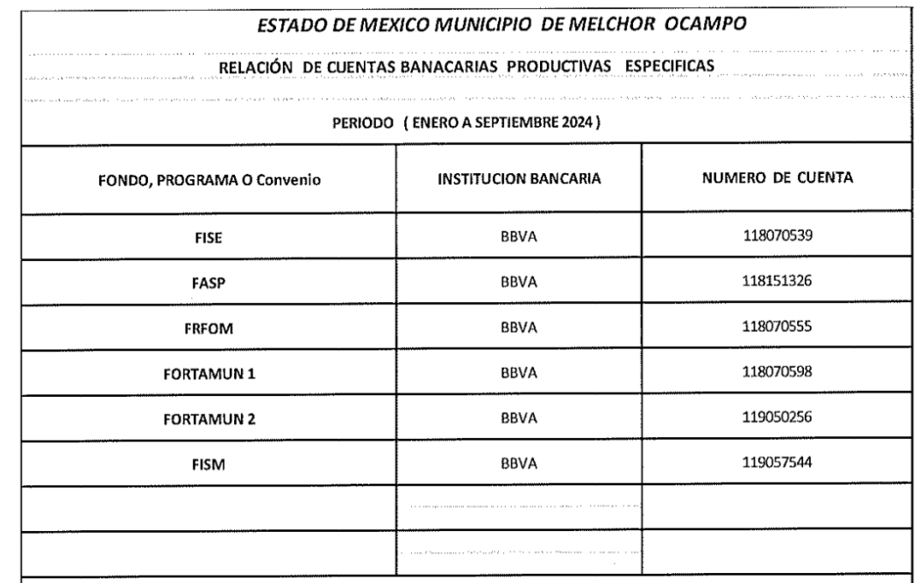 ESTADO DE MEXICO MUNICIPIO DE MELCHOR OCAMPO
RELACIÓN DE CUENTAS BANACARIAS PRODUCTIVAS ESPECIFICAS
PERIODO ( ENERO A SEPTIEMBRE 2024 )
FONDO, PROGRAMA O Convenio INSTITUCION BANCARIA NUMERO DE CUENTA
FISE BBVA 118070539
FASP BBVA 118151326
FRFOM BBVA 118070555
FORTAMUN 1 BBVA 118070598
FORTAMUN 2 BBVA 119050256
FISM BBVA 119057544